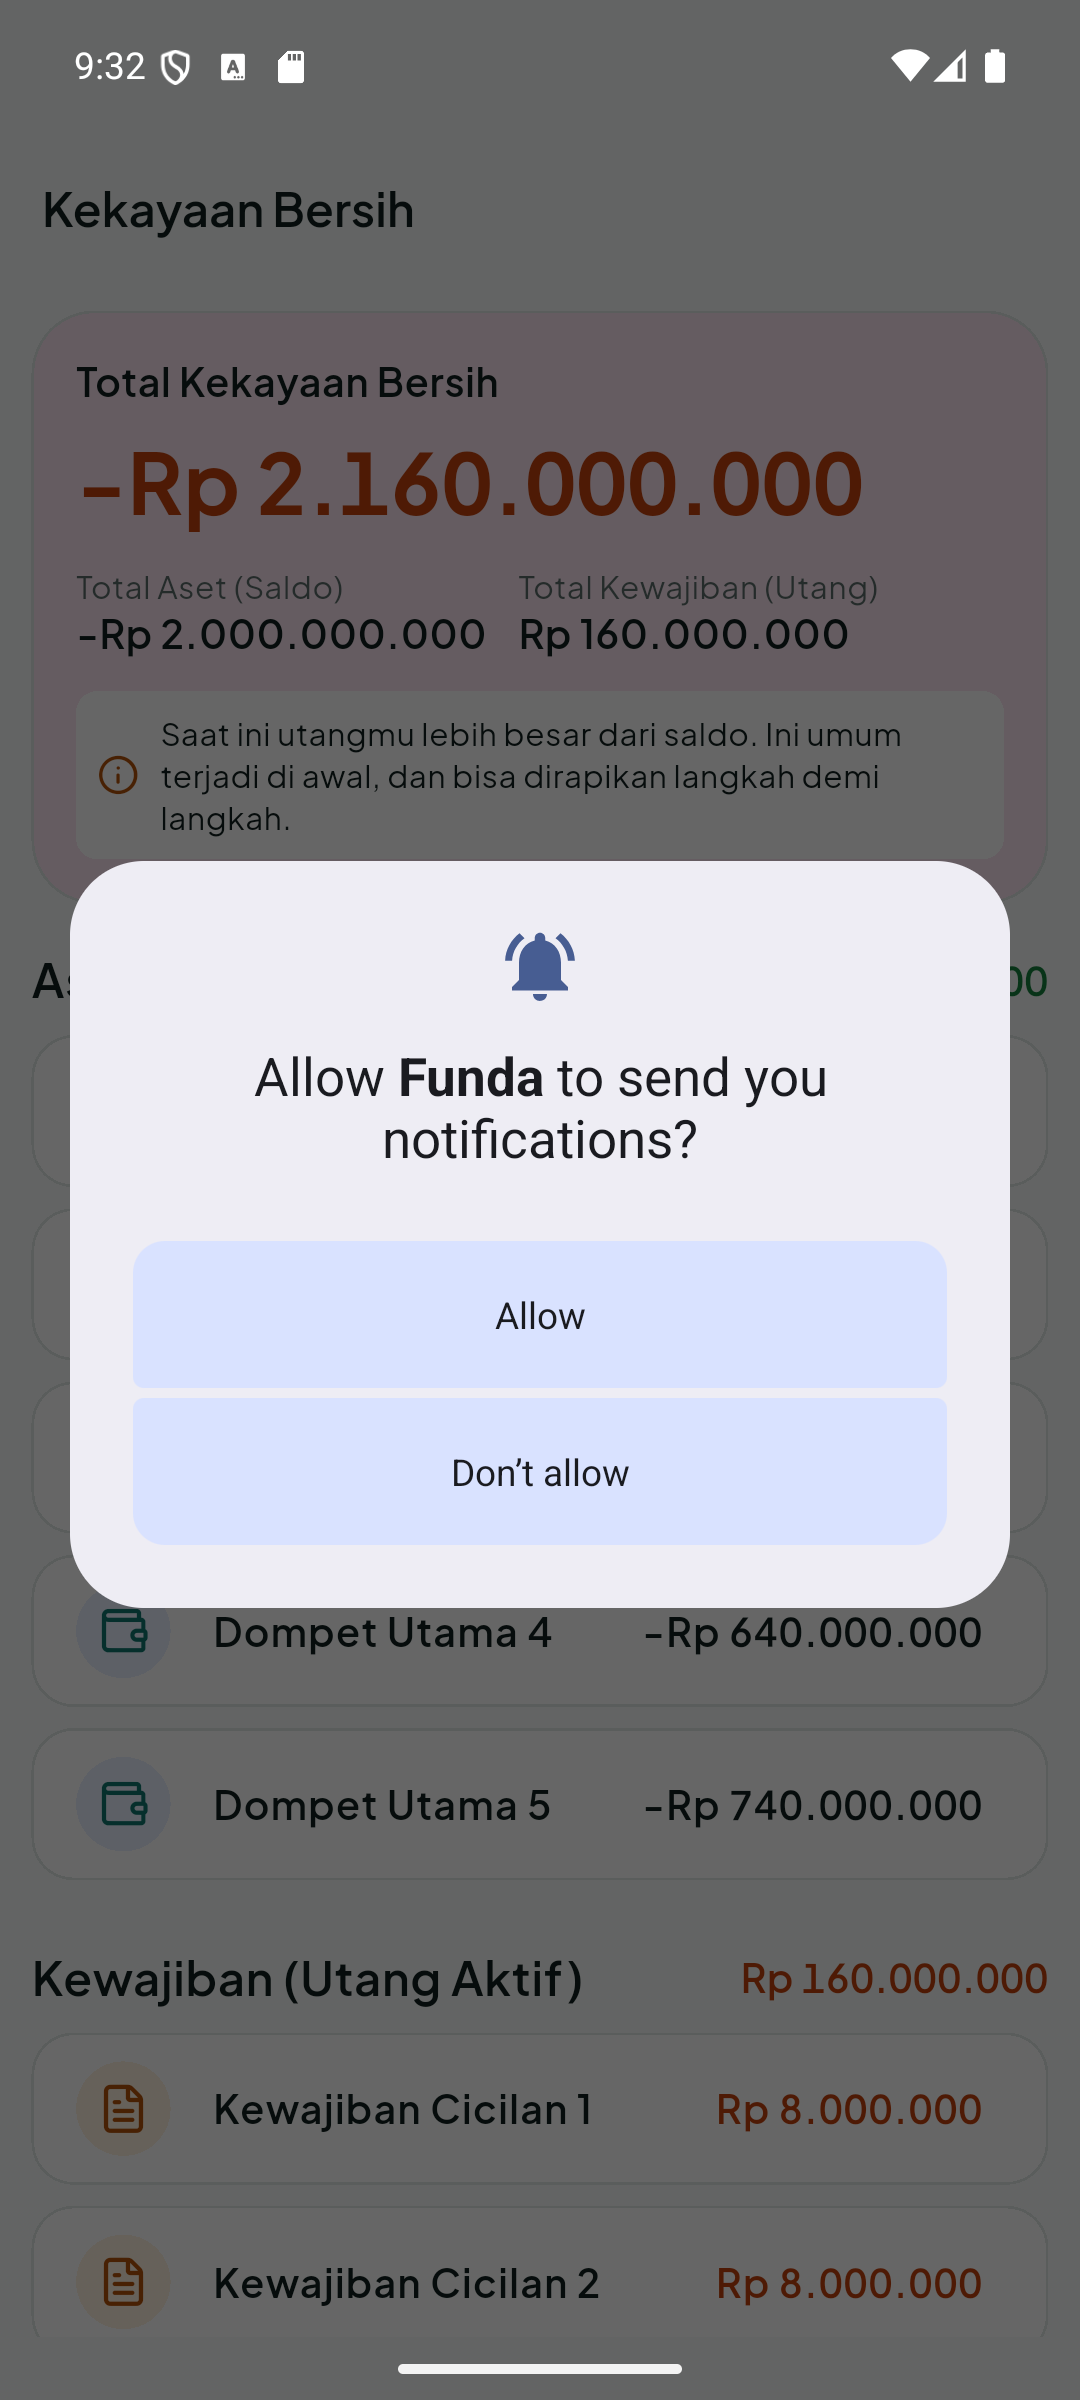 9:32
Kekayaan Bersih
Total Kekayaan Bersih
-Rp 2.160.000.000
Total Aset (Saldo) Total Kewajiban (Utang)
-Rp 2.000.000.000 Rp 160.000.000
Saat ini utangmu lebih besar dari saldo. Ini umum
terjadi di awal, dan bisa dirapikan langkah demi
langkah.
Allow Funda to send you
notifications?
Allow
Don’t allow
Dompet Utama 4 -Rp 640.000.000
Dompet Utama 5 -Rp 740.000.000
Kewajiban (Utang Aktif) Rp 160.000.000
Kewajiban Cicilan 1 Rp 8.000.000
Kewajiban Cicilan 2 Rp 8.000.000